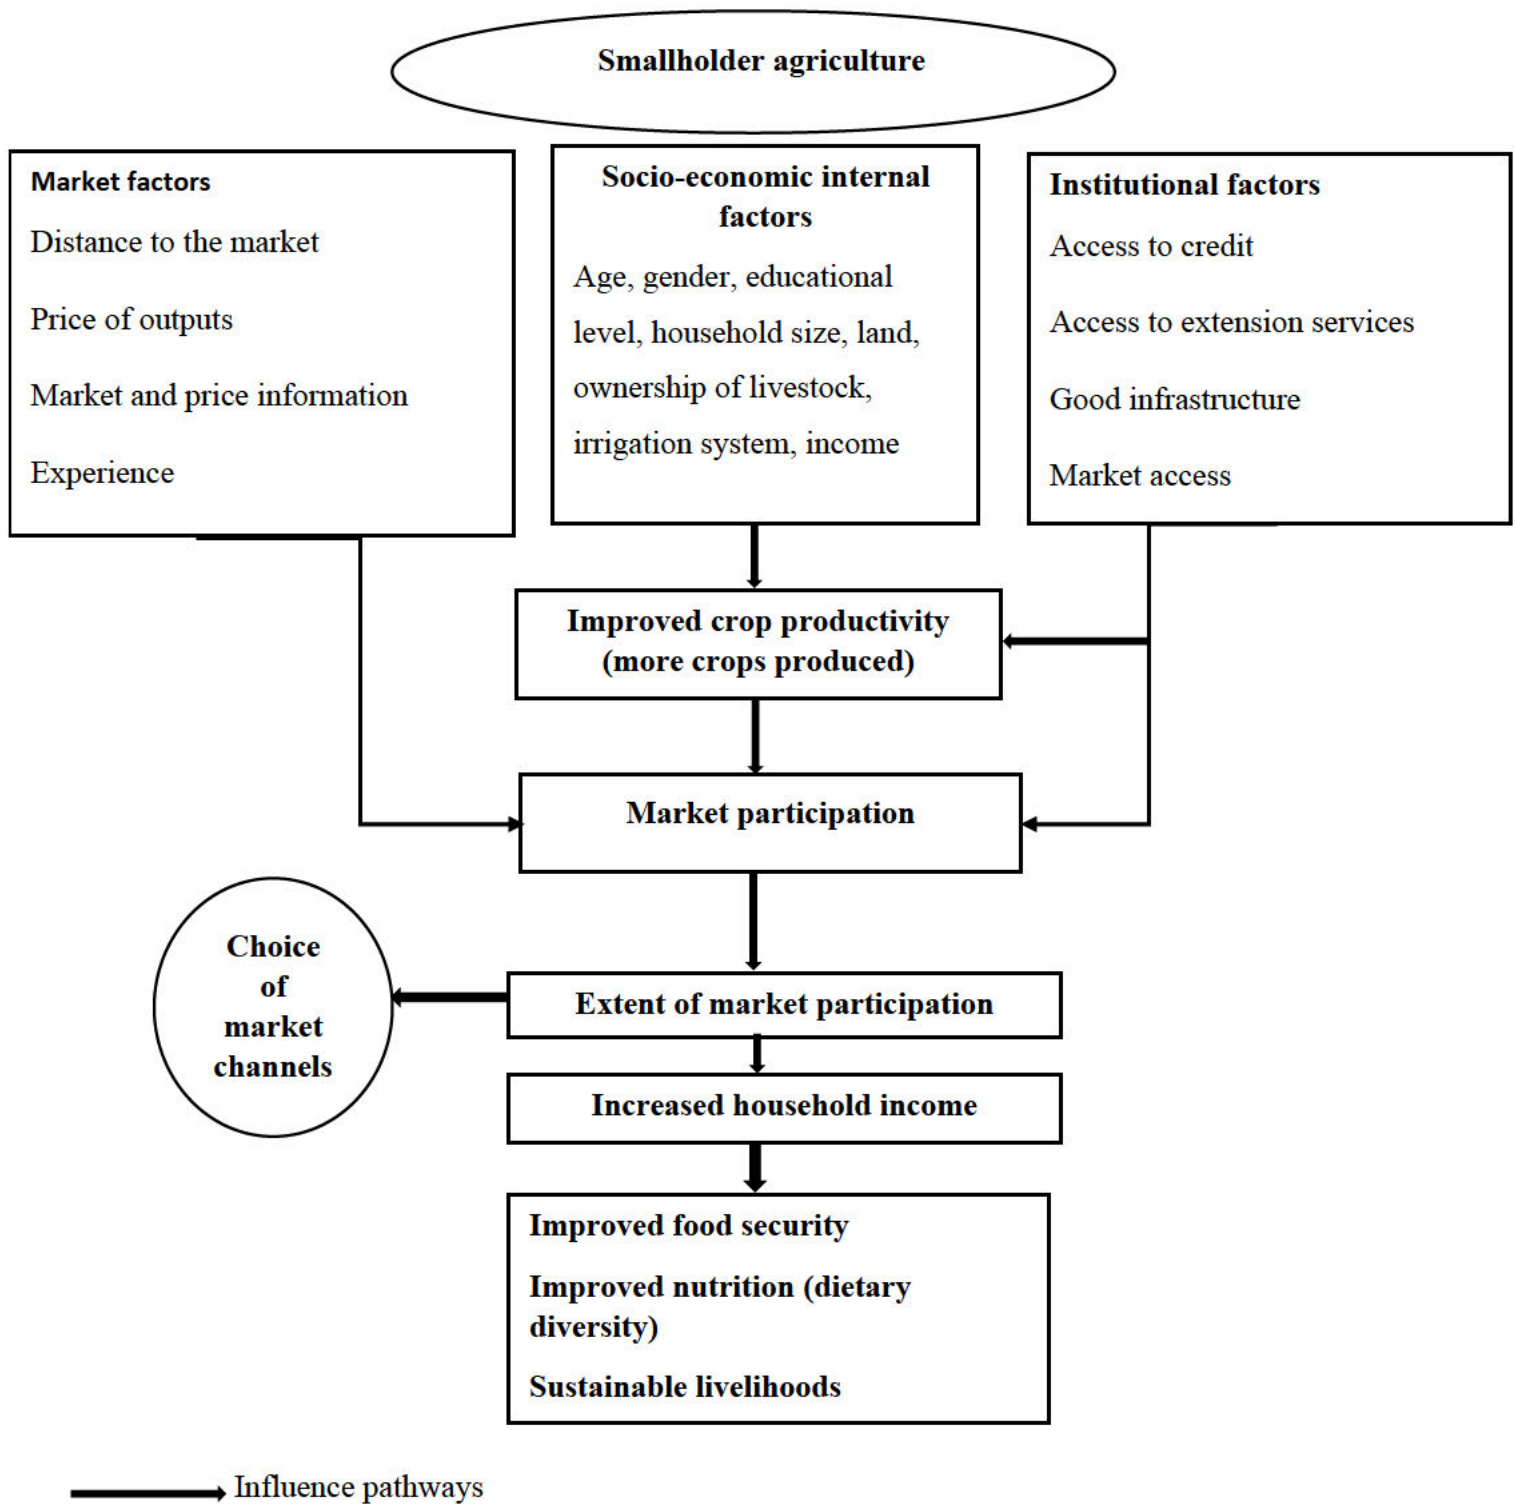 Smallholder agriculture
Market factors
Distance to the market
Price of outputs
Market and price information
Experience
Socio-economic internal
factors
Age, gender, educational
level, household size, land,
ownership of livestock,
irrigation system, income
Institutional factors
Access to credit
Access to extension services
Good infrastructure
Market access
Improved crop productivity
(more crops produced)
Market participation
Choice
of
market
channels
Extent of market participation
Increased household income
Improved food security
Improved nutrition (dietary
diversity)
Sustainable livelihoods
Influence pathways